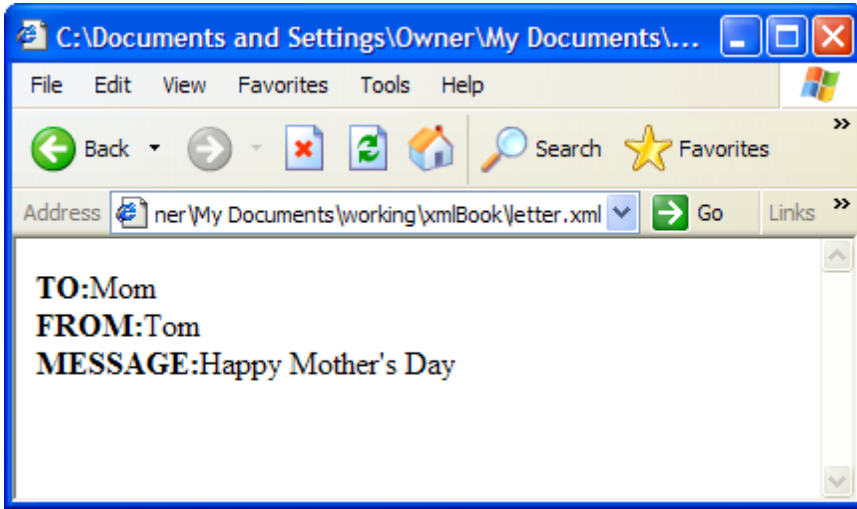 C:\Documents and Settings\Owner\My Documents\...
File Edit View Favorites Tools Help
Back Search Favorites »
Address ner\My Documents\working\xmlBook\letter.xml Go Links »
TO:Mom
FROM:Tom
MESSAGE:Happy Mother's Day